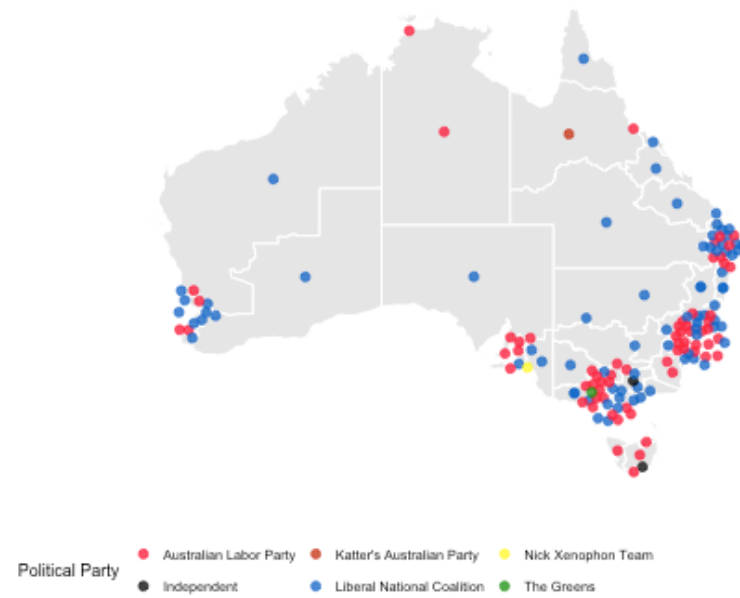 Political Party
Australian Labor Party Katter's Australian Party Nick Xenophon Team
Independent Liberal National Coalition The Greens